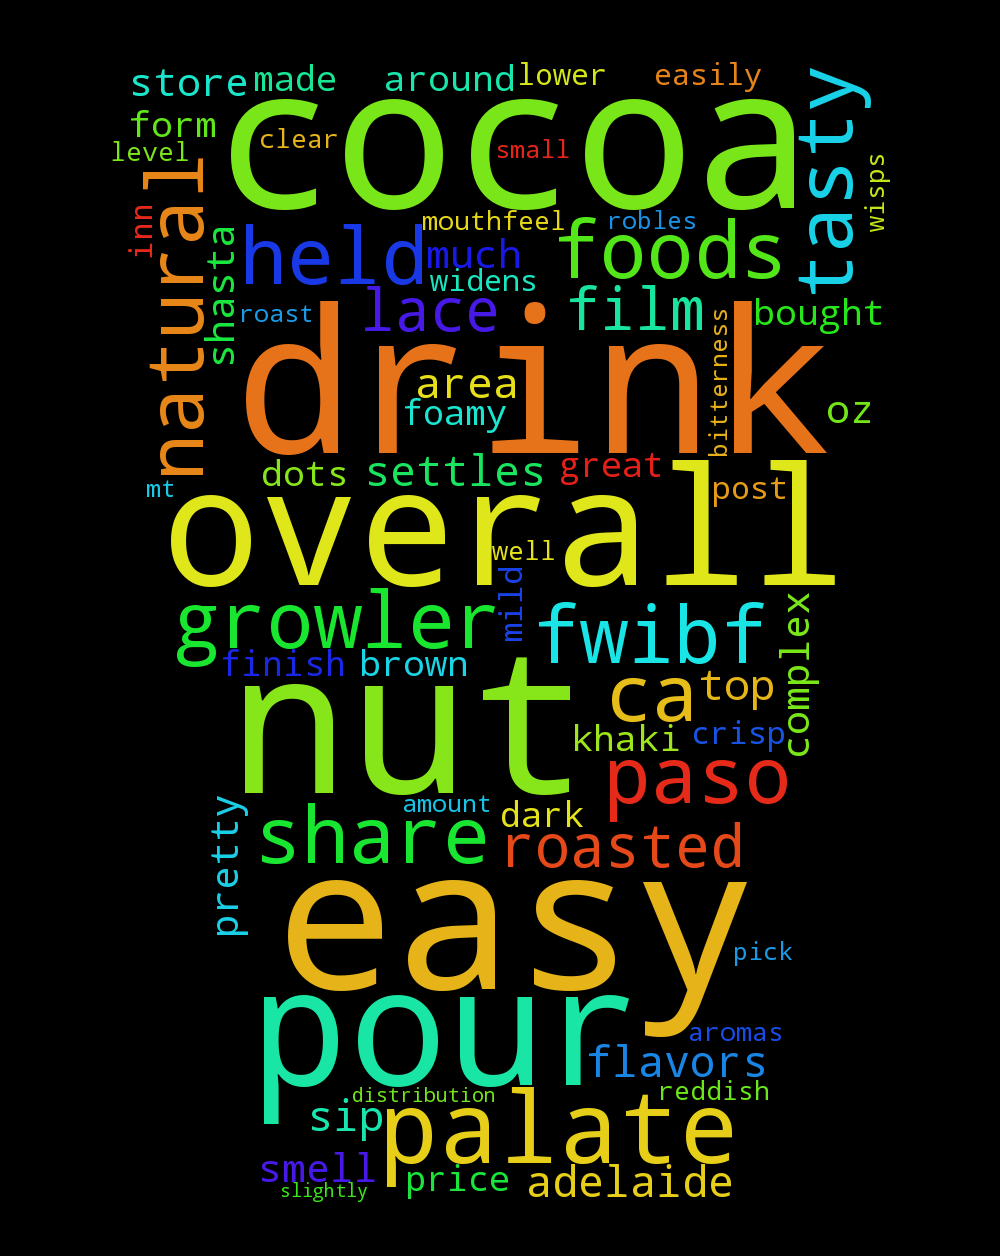 store
made
around
lower
easily
tasty
cocoa
form
clear
small
level
natural
wisps
inn
shasta
mouthfeel
robles
held
much
foods
widens
lace
film
bought
roast
drink
bitterness
area
foamy
oz
dots
settles
great
mt
post
overall
well
mild
growler
fwibf
complex
finish
brown
nut
ca
top
khaki
crisp
paso
pretty
amount
dark
share
roasted
easy
pick
pour
aromas
flavors
reddish
distribution
sip
palate
smell
price
adelaide
slightly